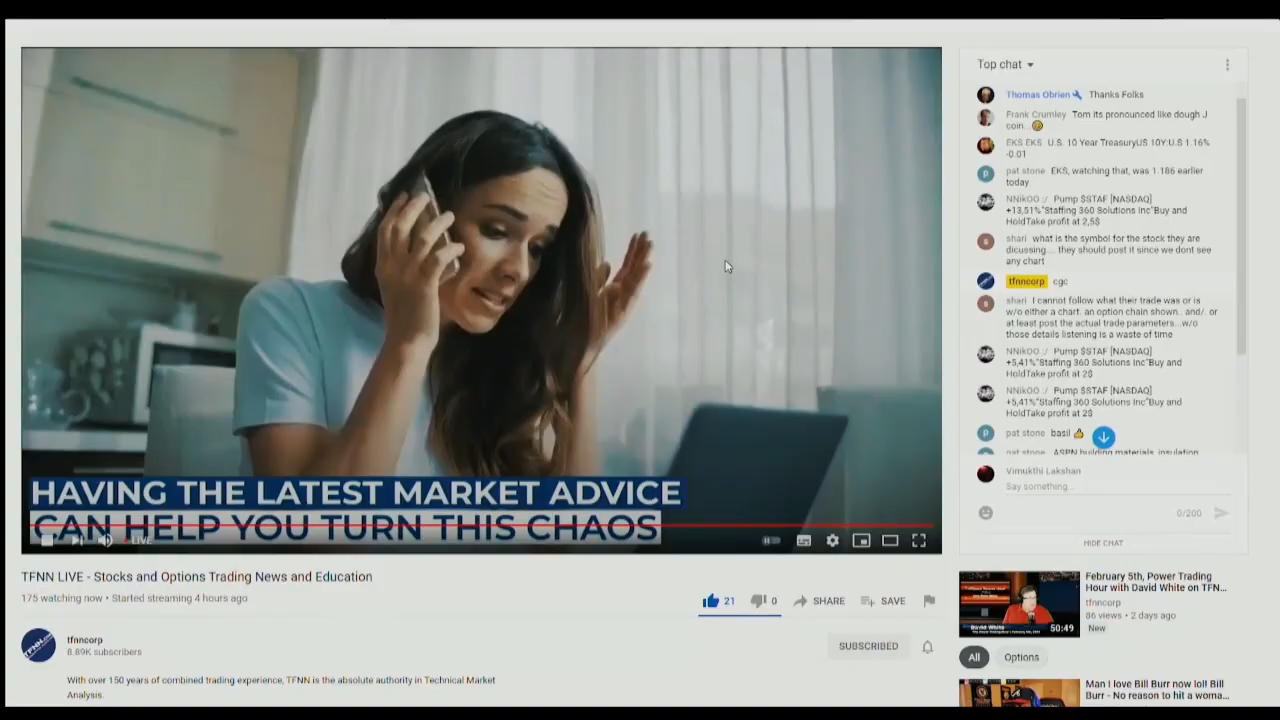 HAVING THE LATEST MARKET ADVICE
CAN HELP YOU TURN THIS CHAOS
LIVE
TFNN LIVE - Stocks and Options Trading News and Education
175 watching now • Started streaming 4 hours ago
21
0
SHARE
SAVE
tfnncorp
8.89K subscribers
SUBSCRIBED
With over 150 years of combined trading experience, TFNN is the absolute authority in Technical Market
Analysis.
Top chat
Thomas Obrien Thanks Folks
Frank Crumley Tom its pronounced like dough J
coin..
EKS EKS U.S. 10 Year TreasuryUS 10Y:U.S 1.16%
-0.01
pat stone EKS, watching that, was 1.186 earlier
today
NNikOO :/ Pump $STAF [NASDAQ]
+13,51%"Staffing 360 Solutions Inc"Buy and
HoldTake profit at 2,5$
shari what is the symbol for the stock they are
dicussing.... they should post it since we dont see
any chart
tfnncorp cgc
shari I cannot follow what their trade was or is
w/o either a chart. an option chain shown.. and/. or
at least post the actual trade parameters...w/o
those details listening is a waste of time
NNikOO :/ Pump $STAF [NASDAQ]
+5,41%"Staffing 360 Solutions Inc"Buy and
HoldTake profit at 2$
NNikOO :/ Pump $STAF [NASDAQ]
+5,41%"Staffing 360 Solutions Inc"Buy and
HoldTake profit at 2$
pat stone basil
pat stone ASPN building materials, insulation
Vimukthi Lakshan
Say something...
0/200
HIDE CHAT
February 5th, Power Trading
Hour with David White on TFN...
tfnncorp
86 views • 2 days ago
New
David White
50:49
All
Options
Man I love Bill Burr now lol! Bill
Burr - No reason to hit a woma...